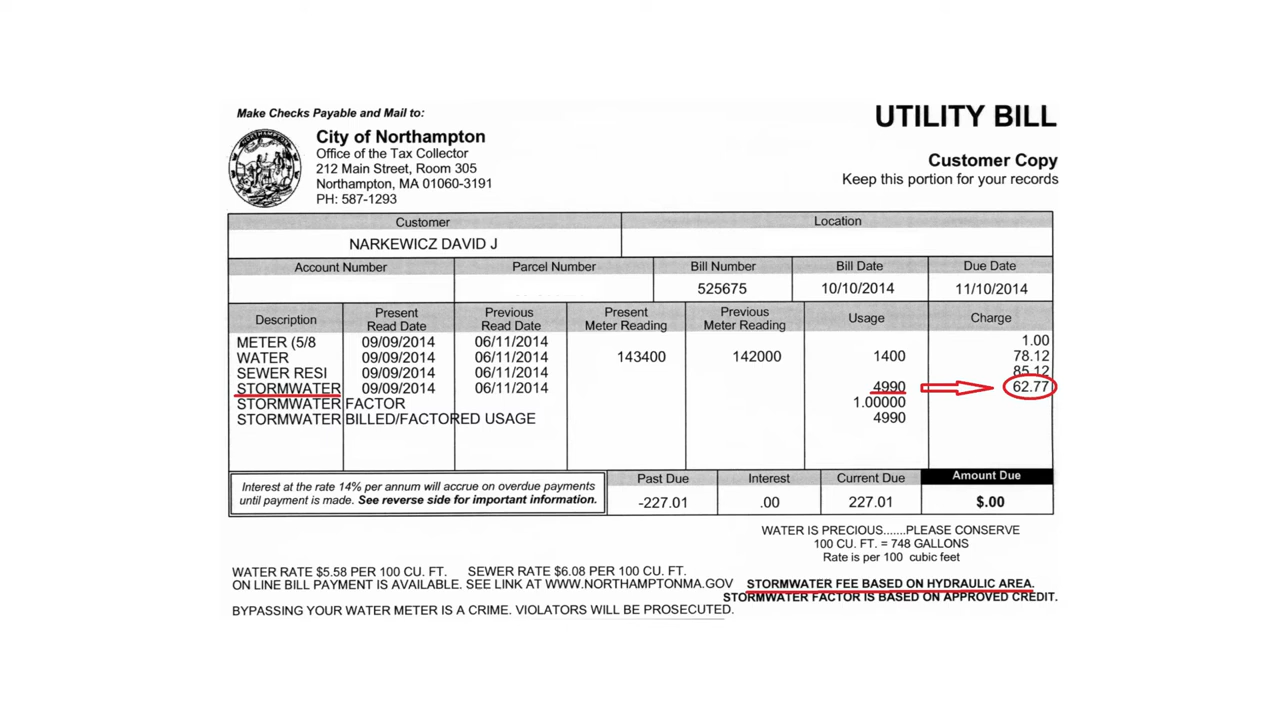 Make Checks Payable and Mail to:
UTILITY BILL
City of Northampton
Office of the Tax Collector
212 Main Street, Room 305
Northampton, MA 01060-3191
PH: 587-1293
Customer Copy
Keep this portion for your records
Customer Location
NARKEWICZ DAVID J
Account Number Parcel Number Bill Number Bill Date Due Date
525675 10/10/2014 11/10/2014
Description Present Read Date Previous Read Date Present Meter Reading Previous Meter Reading Usage Charge
METER (5/8 09/09/2014 06/11/2014 1.00
WATER 09/09/2014 06/11/2014 143400 142000 1400 78.12
SEWER RESI 09/09/2014 06/11/2014 85.12
STORMWATER 09/09/2014 06/11/2014 4990 62.77
STORMWATER FACTOR 1.00000
STORMWATER BILLED/FACTORED USAGE 4990
Interest at the rate 14% per annum will accrue on overdue payments
until payment is made. See reverse side for important information.
Past Due Interest Current Due Amount Due
-227.01 .00 227.01 $.00
WATER IS PRECIOUS.......PLEASE CONSERVE
100 CU. FT. = 748 GALLONS
Rate is per 100 cubic feet
WATER RATE $5.58 PER 100 CU. FT. SEWER RATE $6.08 PER 100 CU. FT.
ON LINE BILL PAYMENT IS AVAILABLE. SEE LINK AT WWW.NORTHAMPTONMA.GOV
STORMWATER FEE BASED ON HYDRAULIC AREA.
STORMWATER FACTOR IS BASED ON APPROVED CREDIT.
BYPASSING YOUR WATER METER IS A CRIME. VIOLATORS WILL BE PROSECUTED.